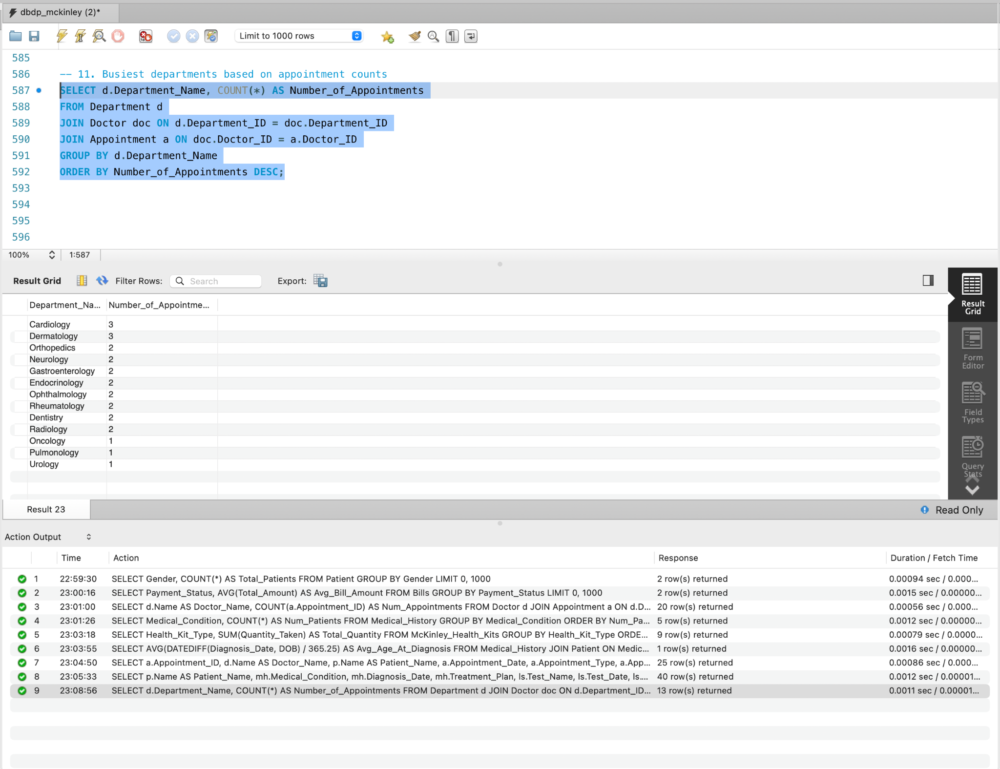 dbdp_mckinley (2)*
Limit to 1000 rows
585
586 -- 11. Busiest departments based on appointment counts
587 SELECT d.Department_Name, COUNT(*) AS Number_of_Appointments
588 FROM Department d
589 JOIN Doctor doc ON d.Department_ID = doc.Department_ID
590 JOIN Appointment a ON doc.Doctor_ID = a.Doctor_ID
591 GROUP BY d.Department_Name
592 ORDER BY Number_of_Appointments DESC;
593
594
595
596
100% 1:587
Result Grid Filter Rows: Search Export:
Department_Na... Number_of_Appointme...
Cardiology 3
Dermatology 3
Orthopedics 2
Neurology 2
Gastroenterology 2
Endocrinology 2
Ophthalmology 2
Rheumatology 2
Dentistry 2
Radiology 2
Oncology 1
Pulmonology 1
Urology 1
Result
Grid
Form
Editor
Field
Types
Query
Stats
Result 23 Read Only
Action Output
Time Action Response Duration / Fetch Time
1 22:59:30 SELECT Gender, COUNT(*) AS Total_Patients FROM Patient GROUP BY Gender LIMIT 0, 1000 2 row(s) returned 0.00094 sec / 0.000...
2 23:00:16 SELECT Payment_Status, AVG(Total_Amount) AS Avg_Bill_Amount FROM Bills GROUP BY Payment_Status LIMIT 0, 1000 2 row(s) returned 0.0015 sec / 0.00000...
3 23:01:00 SELECT d.Name AS Doctor_Name, COUNT(a.Appointment_ID) AS Num_Appointments FROM Doctor d JOIN Appointment a ON d.D... 20 row(s) returned 0.00056 sec / 0.000...
4 23:01:26 SELECT Medical_Condition, COUNT(*) AS Num_Patients FROM Medical_History GROUP BY Medical_Condition ORDER BY Num_Pa... 5 row(s) returned 0.0012 sec / 0.00000...
5 23:03:18 SELECT Health_Kit_Type, SUM(Quantity_Taken) AS Total_Quantity FROM McKinley_Health_Kits GROUP BY Health_Kit_Type ORDE... 9 row(s) returned 0.00079 sec / 0.0000...
6 23:03:55 SELECT AVG(DATEDIFF(Diagnosis_Date, DOB) / 365.25) AS Avg_Age_At_Diagnosis FROM Medical_History JOIN Patient ON Medic... 1 row(s) returned 0.0016 sec / 0.00000...
7 23:04:50 SELECT a.Appointment_ID, d.Name AS Doctor_Name, p.Name AS Patient_Name, a.Appointment_Date, a.Appointment_Type, a.App... 25 row(s) returned 0.00086 sec / 0.000...
8 23:05:33 SELECT p.Name AS Patient_Name, mh.Medical_Condition, mh.Diagnosis_Date, mh.Treatment_Plan, ls.Test_Name, ls.Test_Date, ls.... 40 row(s) returned 0.0012 sec / 0.00001...
9 23:08:56 SELECT d.Department_Name, COUNT(*) AS Number_of_Appointments FROM Department d JOIN Doctor doc ON d.Department_ID... 13 row(s) returned 0.0011 sec / 0.00001...